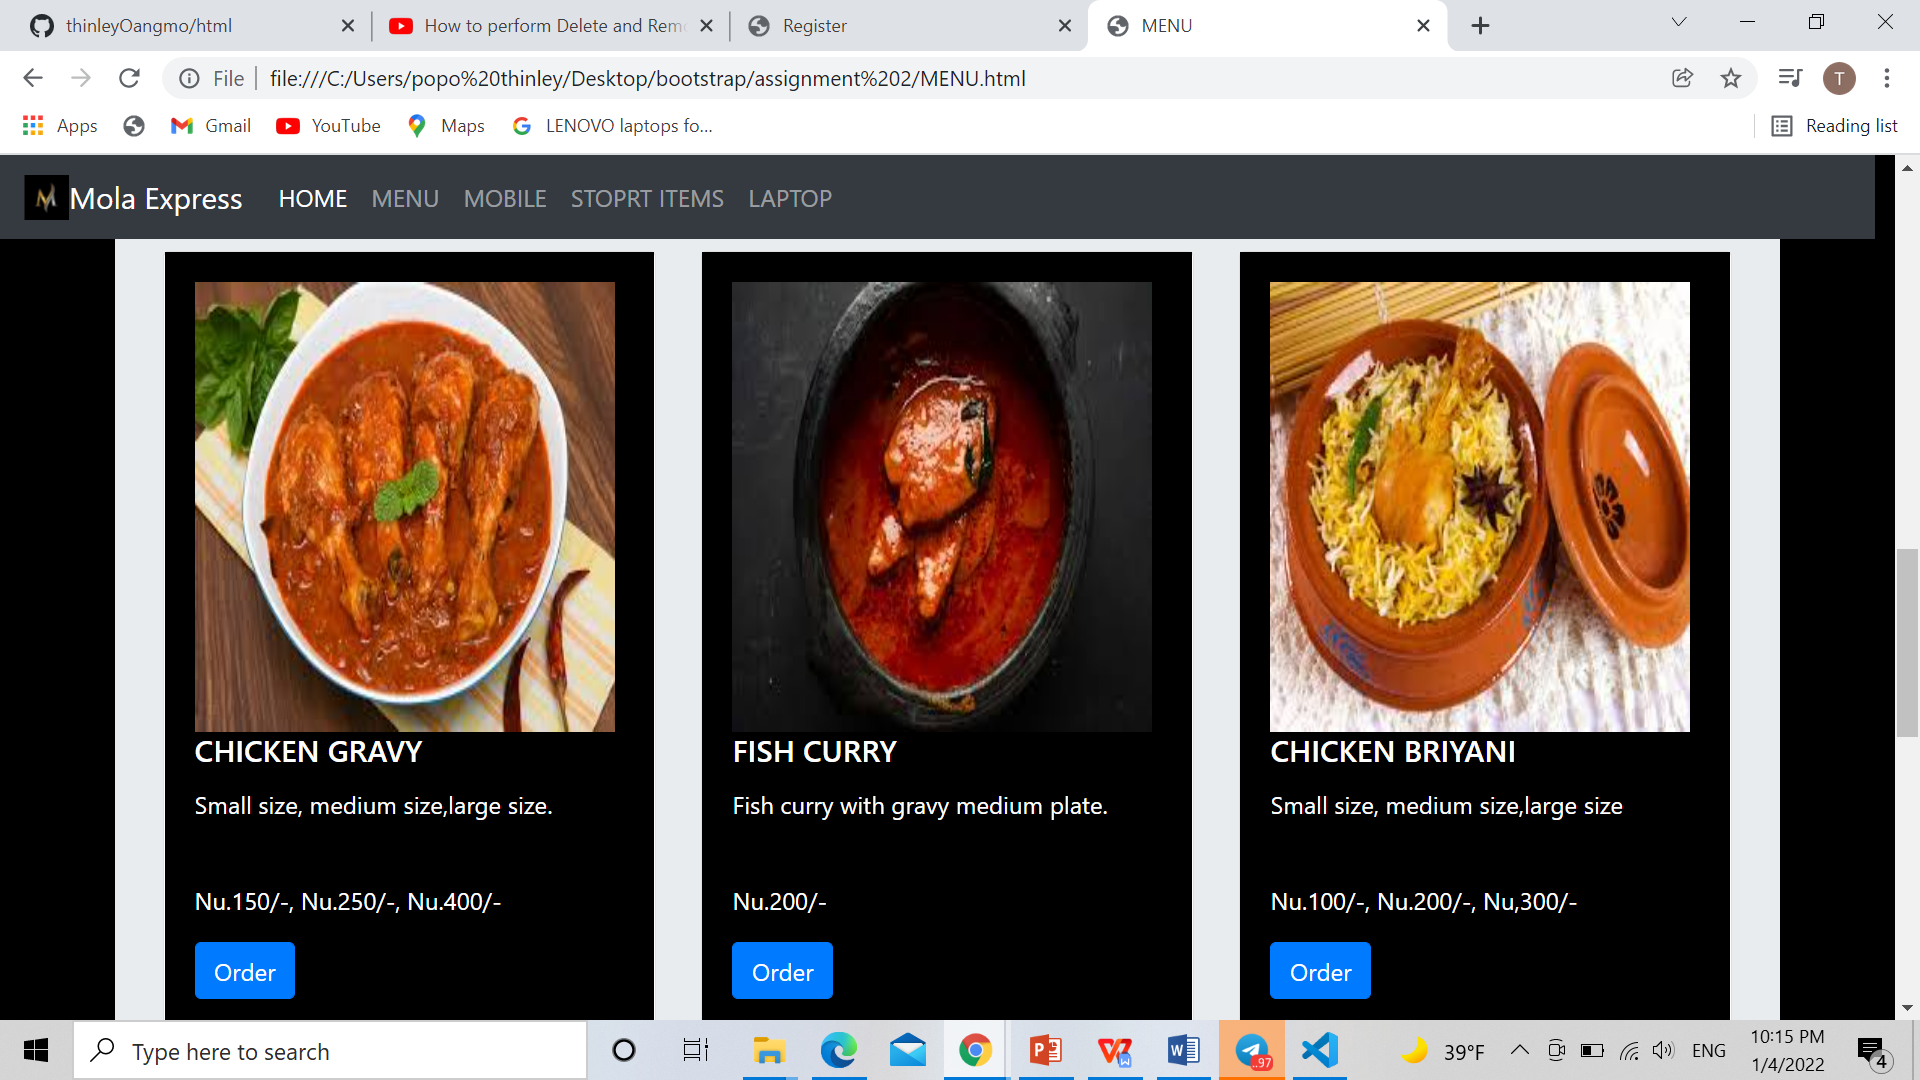 thinleyOangmo/html
How to perform Delete and Rem
Register
MENU
File
file:///C:/Users/popo%20thinley/Desktop/bootstrap/assignment%202/MENU.html
T
Apps
Gmail
YouTube
Maps
LENOVO laptops fo...
Reading list
Mola Express
HOME MENU MOBILE STOPRT ITEMS LAPTOP
CHICKEN GRAVY
Small size, medium size,large size.
Nu.150/-, Nu.250/-, Nu.400/-
Order
FISH CURRY
Fish curry with gravy medium plate.
Nu.200/-
Order
CHICKEN BRIYANI
Small size, medium size,large size
Nu.100/-, Nu.200/-, Nu,300/-
Order
Type here to search
..97
39°F
ENG
10:15 PM
1/4/2022
4